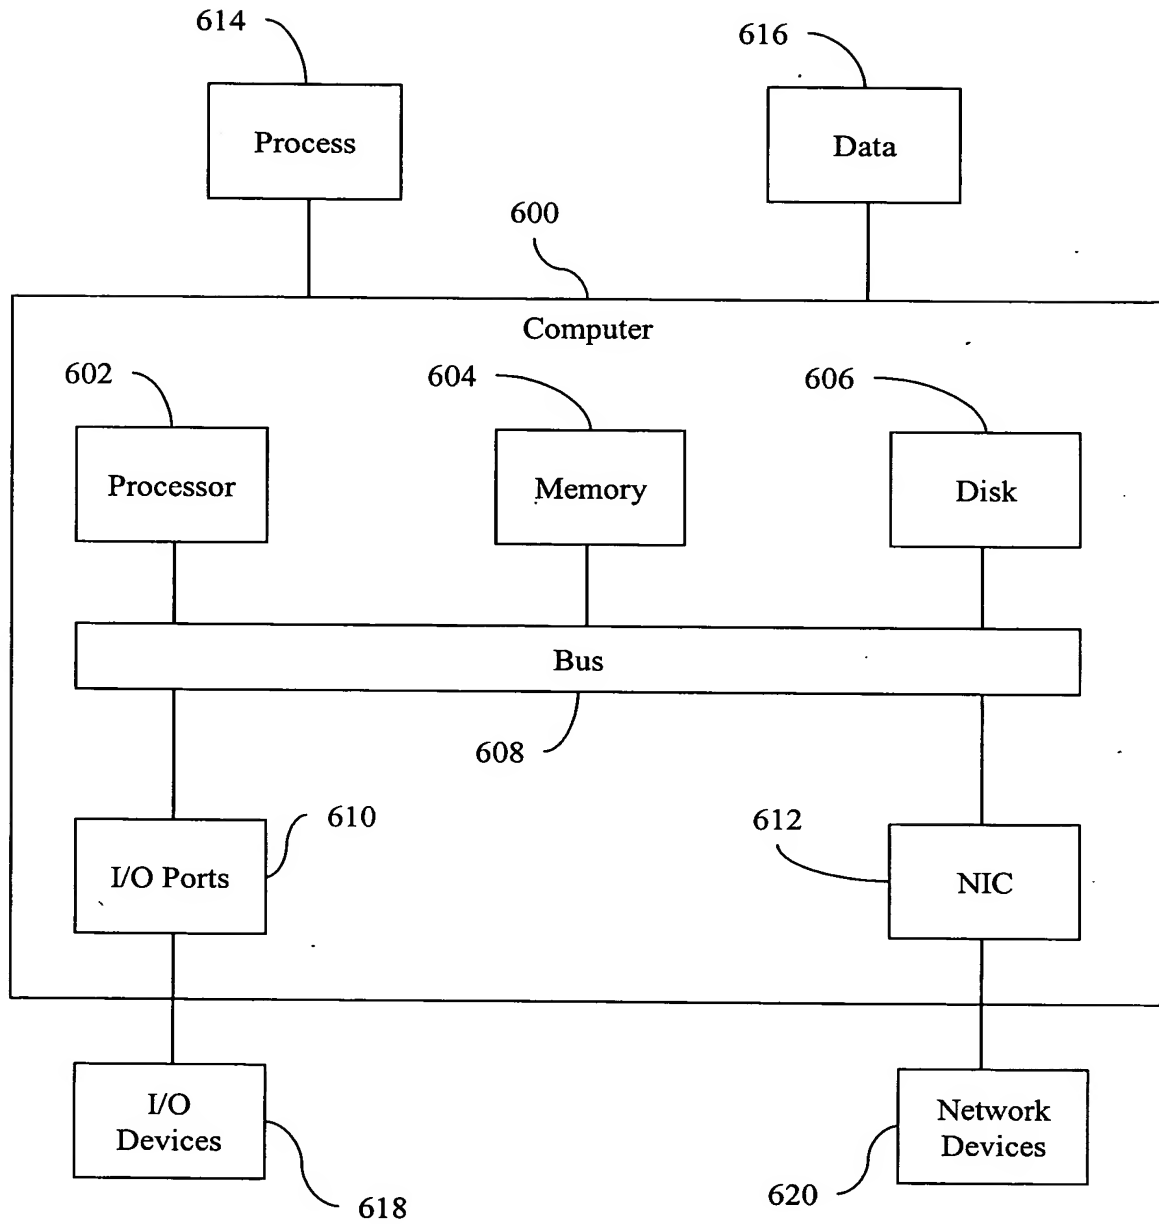 614
616
Process
Data
600
Computer
602
604
606
Processor
Memory
Disk
Bus
608
610
612
I/O Ports
NIC
I/O
Devices
Network
Devices
618
620